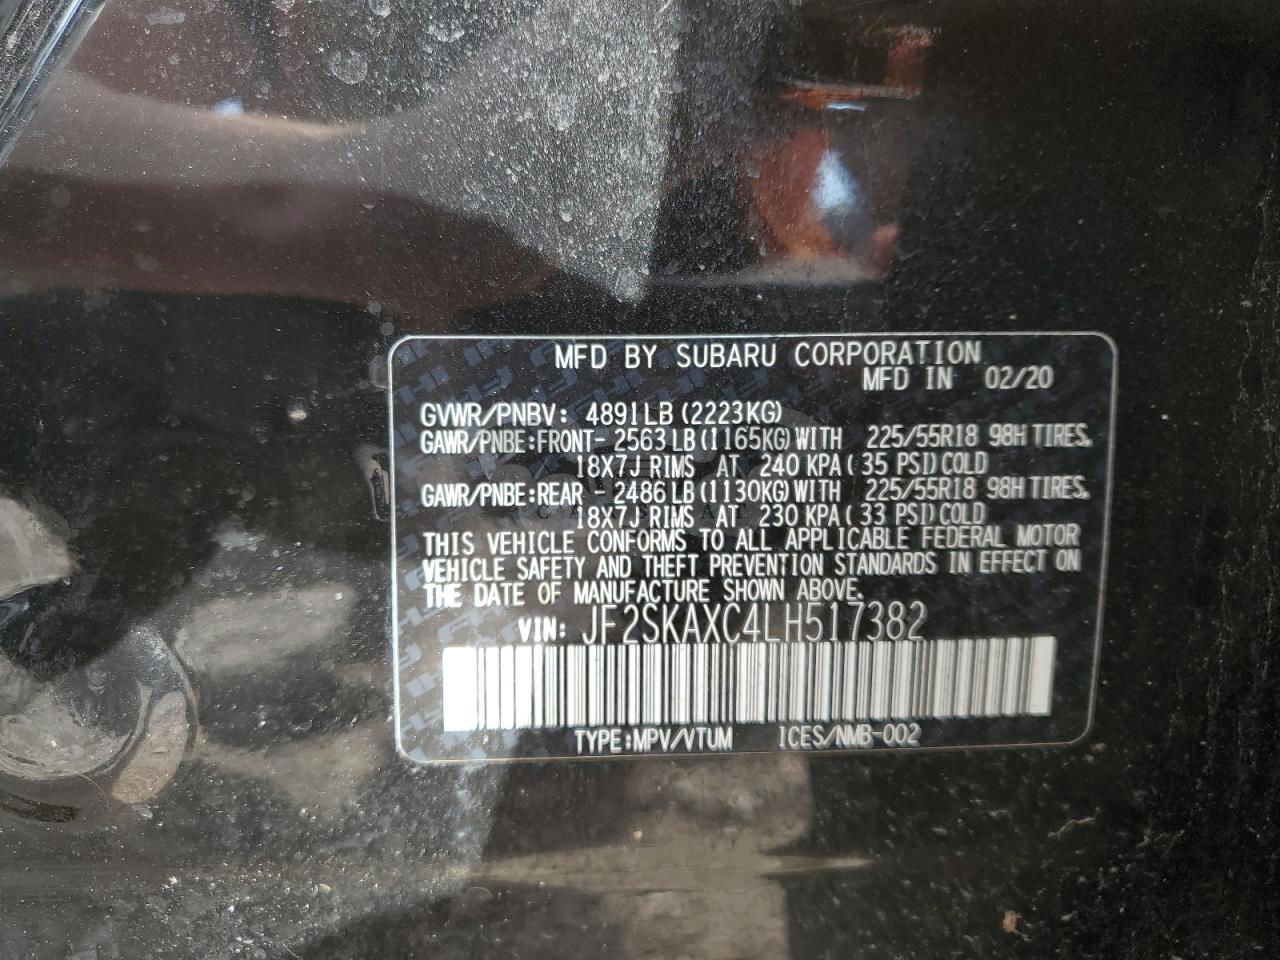 MFD BY SUBARU CORPORATION
MFD IN 02/20
GVWR/PNBV: 4891LB (2223KG)
GAWR/PNBE:FRONT- 2563LB (1165KG) WITH 225/55R18 98H TIRES,
18X7J RIMS AT 240 KPA ( 35 PSI) COLD
GAWR/PNBE:REAR - 2486LB (1130KG) WITH 225/55R18 98H TIRES,
18X7J RIMS AT 230 KPA ( 33 PSI) COLD
THIS VEHICLE CONFORMS TO ALL APPLICABLE FEDERAL MOTOR
VEHICLE SAFETY AND THEFT PREVENTION STANDARDS IN EFFECT ON
THE DATE OF MANUFACTURE SHOWN ABOVE.
VIN: JF2SKAXC4LH517382
TYPE:MPV/VTUM ICES/NMB-002